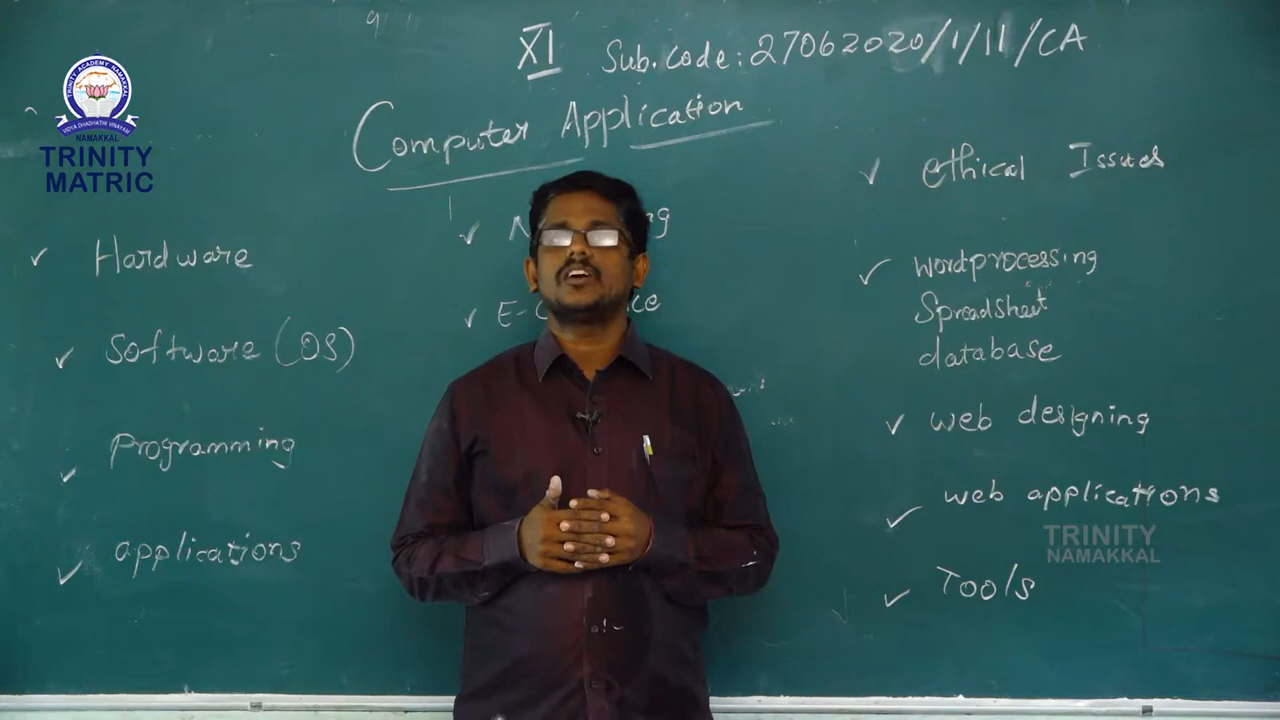 XI Sub.Code: 27062020/1/11/CA
Computer Application
Hardware
Software (OS)
Programming
applications
ethical Issues
wordprocessing
Spreadsheet
database
web designing
web applications
Tools
TRINITY ACADEMY NAMAKKAL
VIDYA DHADHATHI VINAYAM
NAMAKKAL
TRINITY
MATRIC
TRINITY
NAMAKKAL